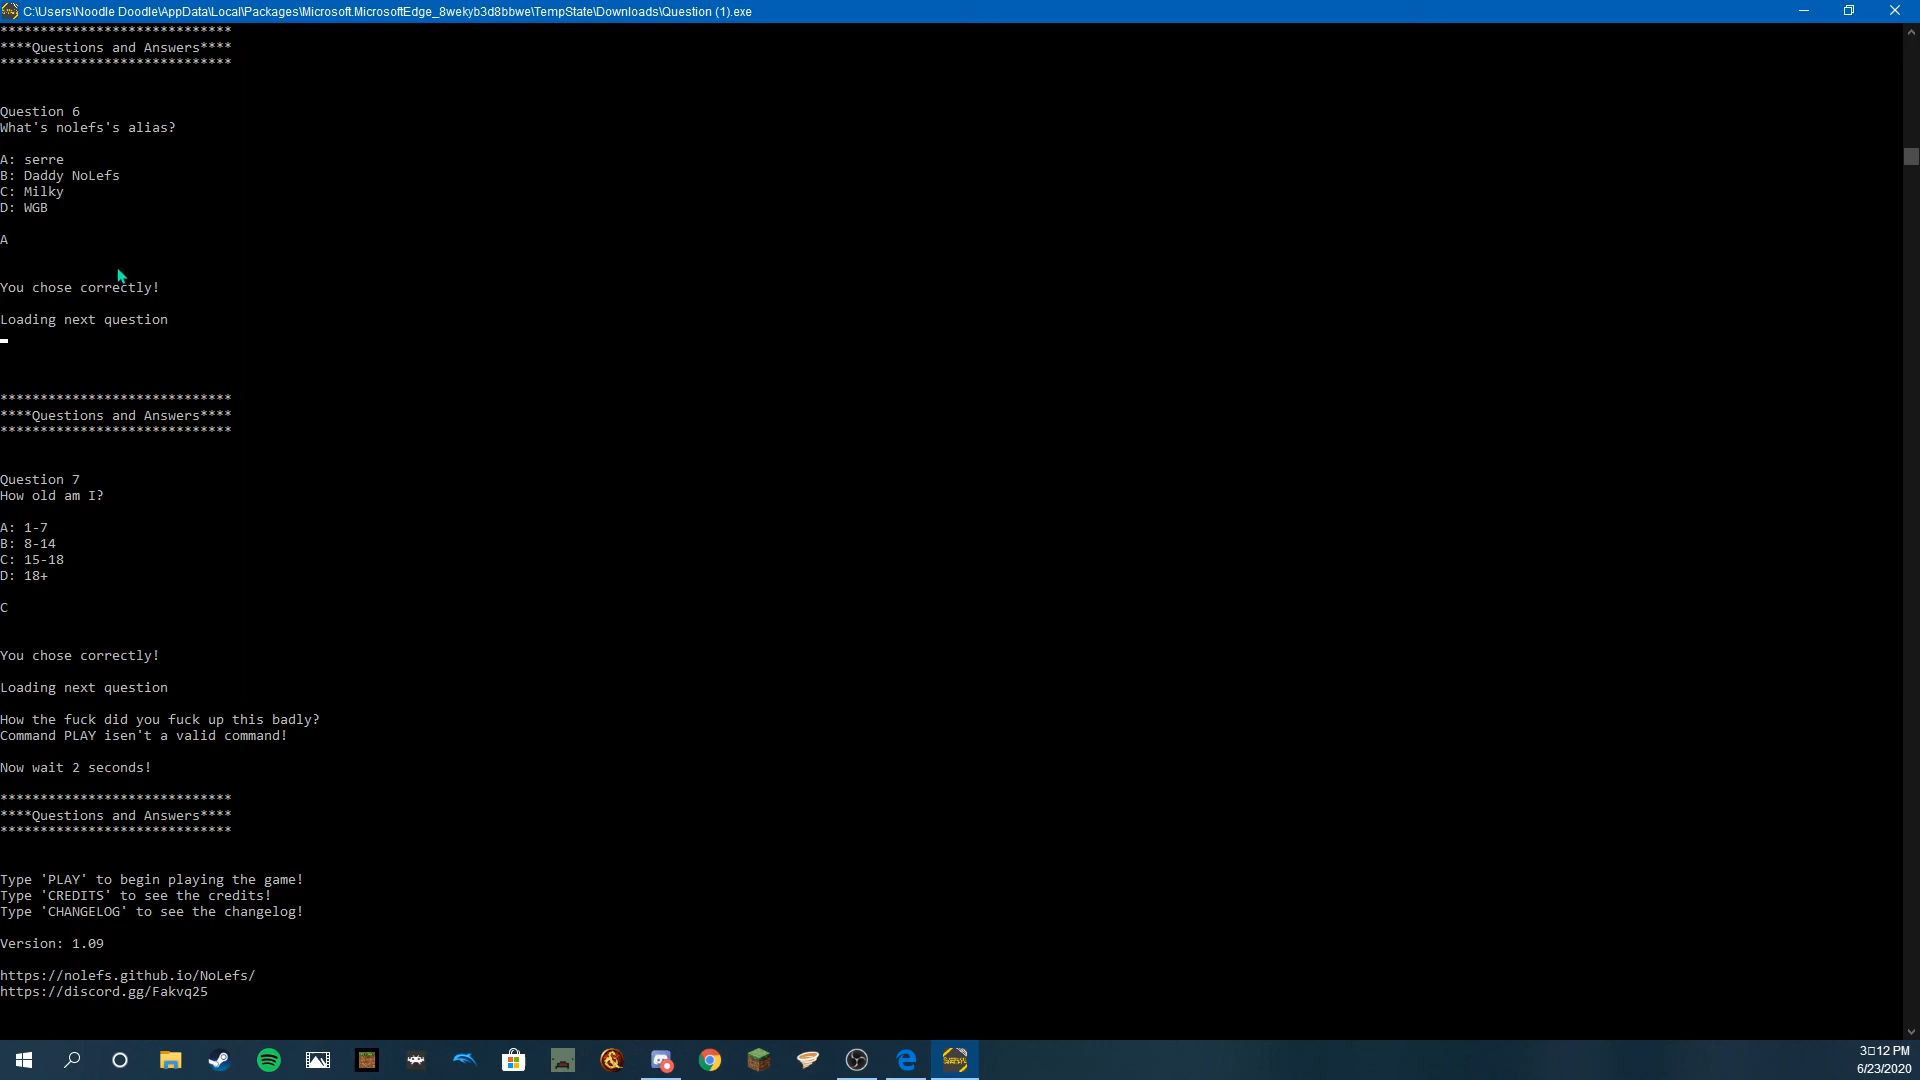 C:\Users\Noodle Doodle\AppData\Local\Packages\Microsoft.MicrosoftEdge_8wekyb3d8bbwe\TempState\Downloads\Question (1).exe
*****************************
****Questions and Answers****
*****************************
Question 6
What's nolefs's alias?
A: serre
B: Daddy NoLefs
C: Milky
D: WGB
A
You chose correctly!
Loading next question
*****************************
****Questions and Answers****
*****************************
Question 7
How old am I?
A: 1-7
B: 8-14
C: 15-18
D: 18+
C
You chose correctly!
Loading next question
How the fuck did you fuck up this badly?
Command PLAY isen't a valid command!
Now wait 2 seconds!
*****************************
****Questions and Answers****
*****************************
Type 'PLAY' to begin playing the game!
Type 'CREDITS' to see the credits!
Type 'CHANGELOG' to see the changelog!
Version: 1.09
https://nolefs.github.io/NoLefs/
https://discord.gg/Fakvq25
3□12 PM
6/23/2020